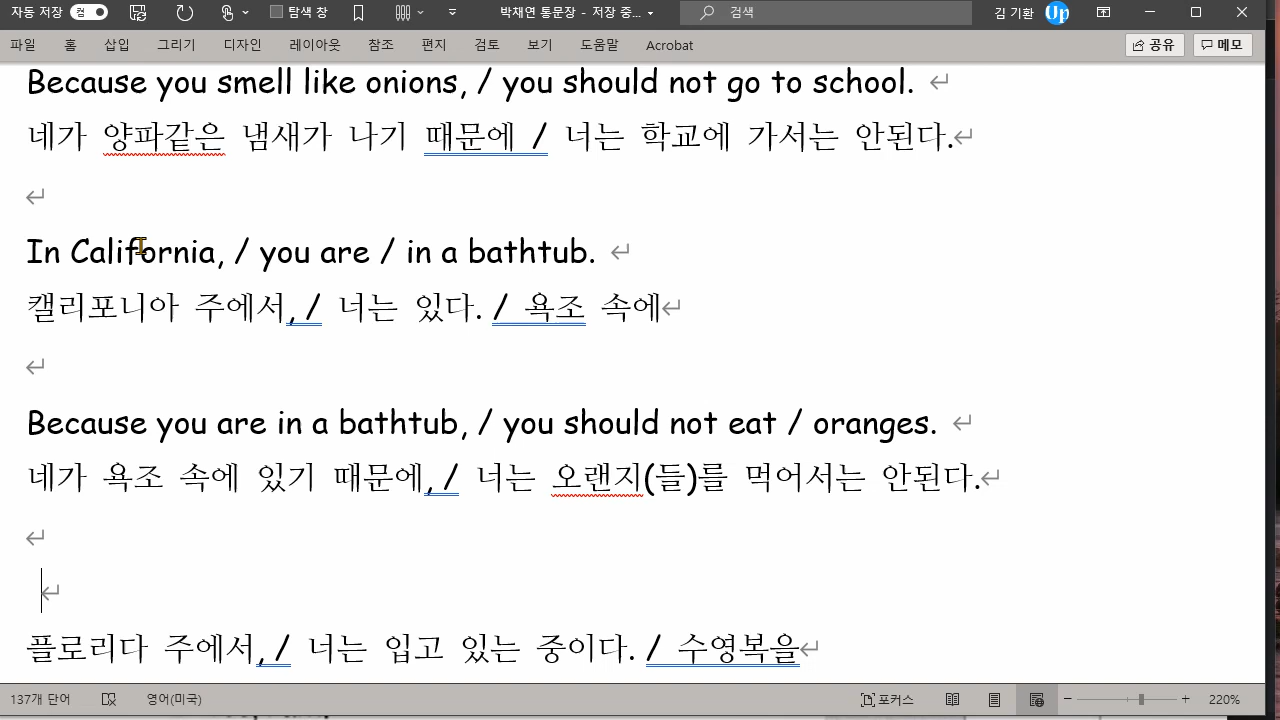 자동 저장 컴 탐색 창 박채연 통문장 - 저장 중... 검색 김 기환 Up
파일 홈 삽입 그리기 디자인 레이아웃 참조 편지 검토 보기 도움말 Acrobat 공유 메모
Because you smell like onions, / you should not go to school.
네가 양파같은 냄새가 나기 때문에 / 너는 학교에 가서는 안된다.
In California, / you are / in a bathtub.
캘리포니아 주에서, / 너는 있다. / 욕조 속에
Because you are in a bathtub, / you should not eat / oranges.
네가 욕조 속에 있기 때문에, / 너는 오랜지(들)를 먹어서는 안된다.
플로리다 주에서, / 너는 입고 있는 중이다. / 수영복을
137개 단어 영어(미국) 포커스 220%